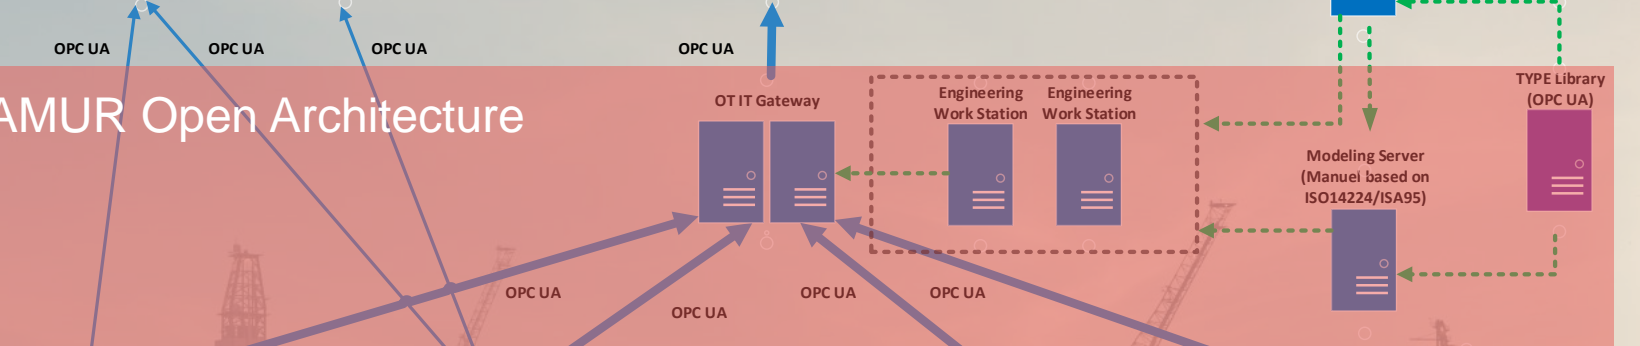 OPC UA
OPC UA
OPC UA
OPC UA
AMUR Open Architecture
OT IT Gateway
Engineering
Work Station
Engineering
Work Station
TYPE Library
(OPC UA)
Modeling Server
(Manuel based on
ISO14224/ISA95)
OPC UA
OPC UA
OPC UA
OPC UA